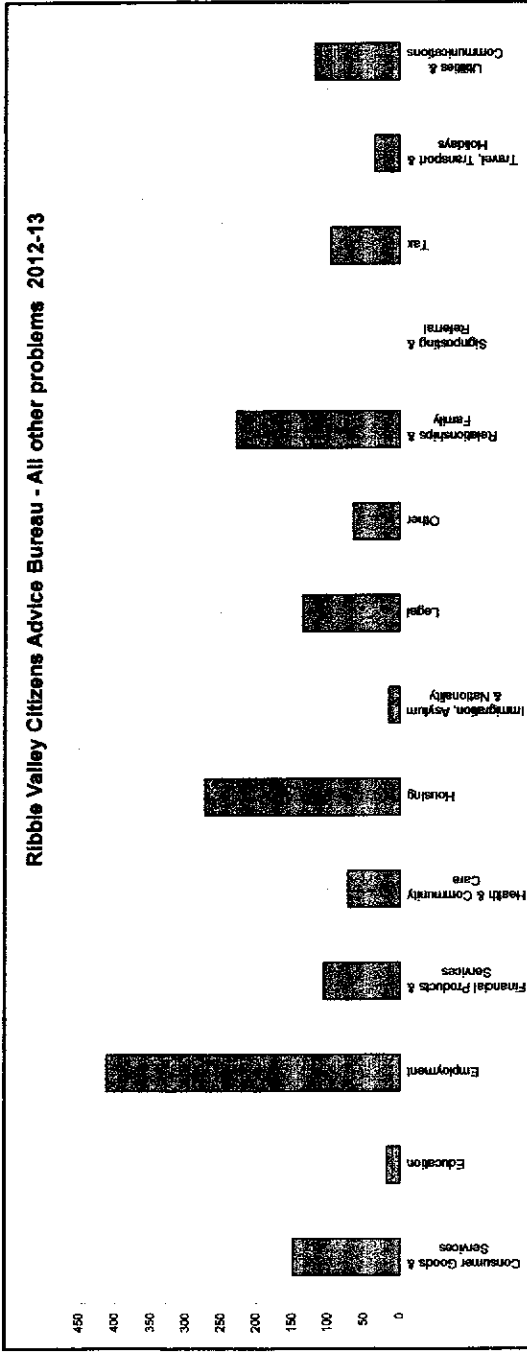 Ribble Valley Citizens Advice Bureau - All other problems 2012-13
450
400
350
300
250
200
150
100
50
0
Consumer Goods &
Services
Education
Employment
Financial Products &
Services
Health & Community
Care
Housing
Immigration, Asylum
& Nationality
Legal
Other
Relationships &
Family
Signposting &
Referral
Tax
Travel, Transport &
Holidays
Utilities &
Communications